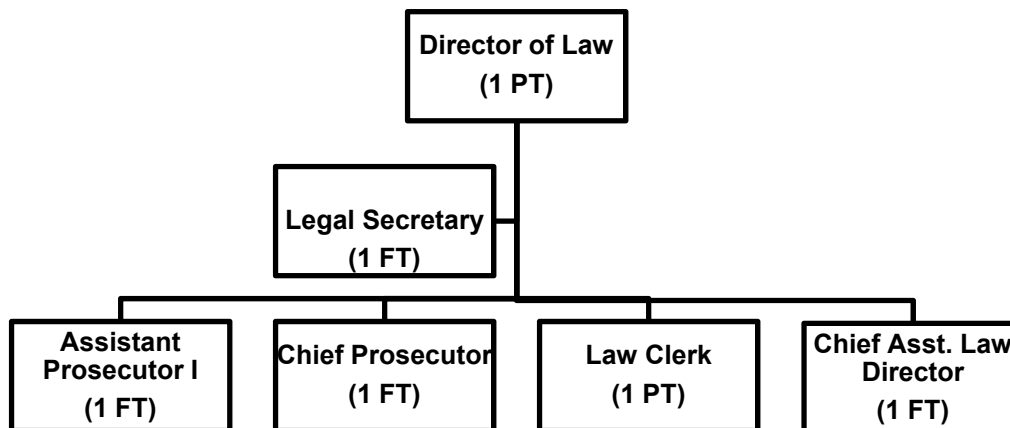 Director of Law
(1 PT)
Legal Secretary
(1 FT)
Assistant
Prosecutor I
(1 FT)
Chief Prosecutor
(1 FT)
Law Clerk
(1 PT)
Chief Asst. Law
Director
(1 FT)